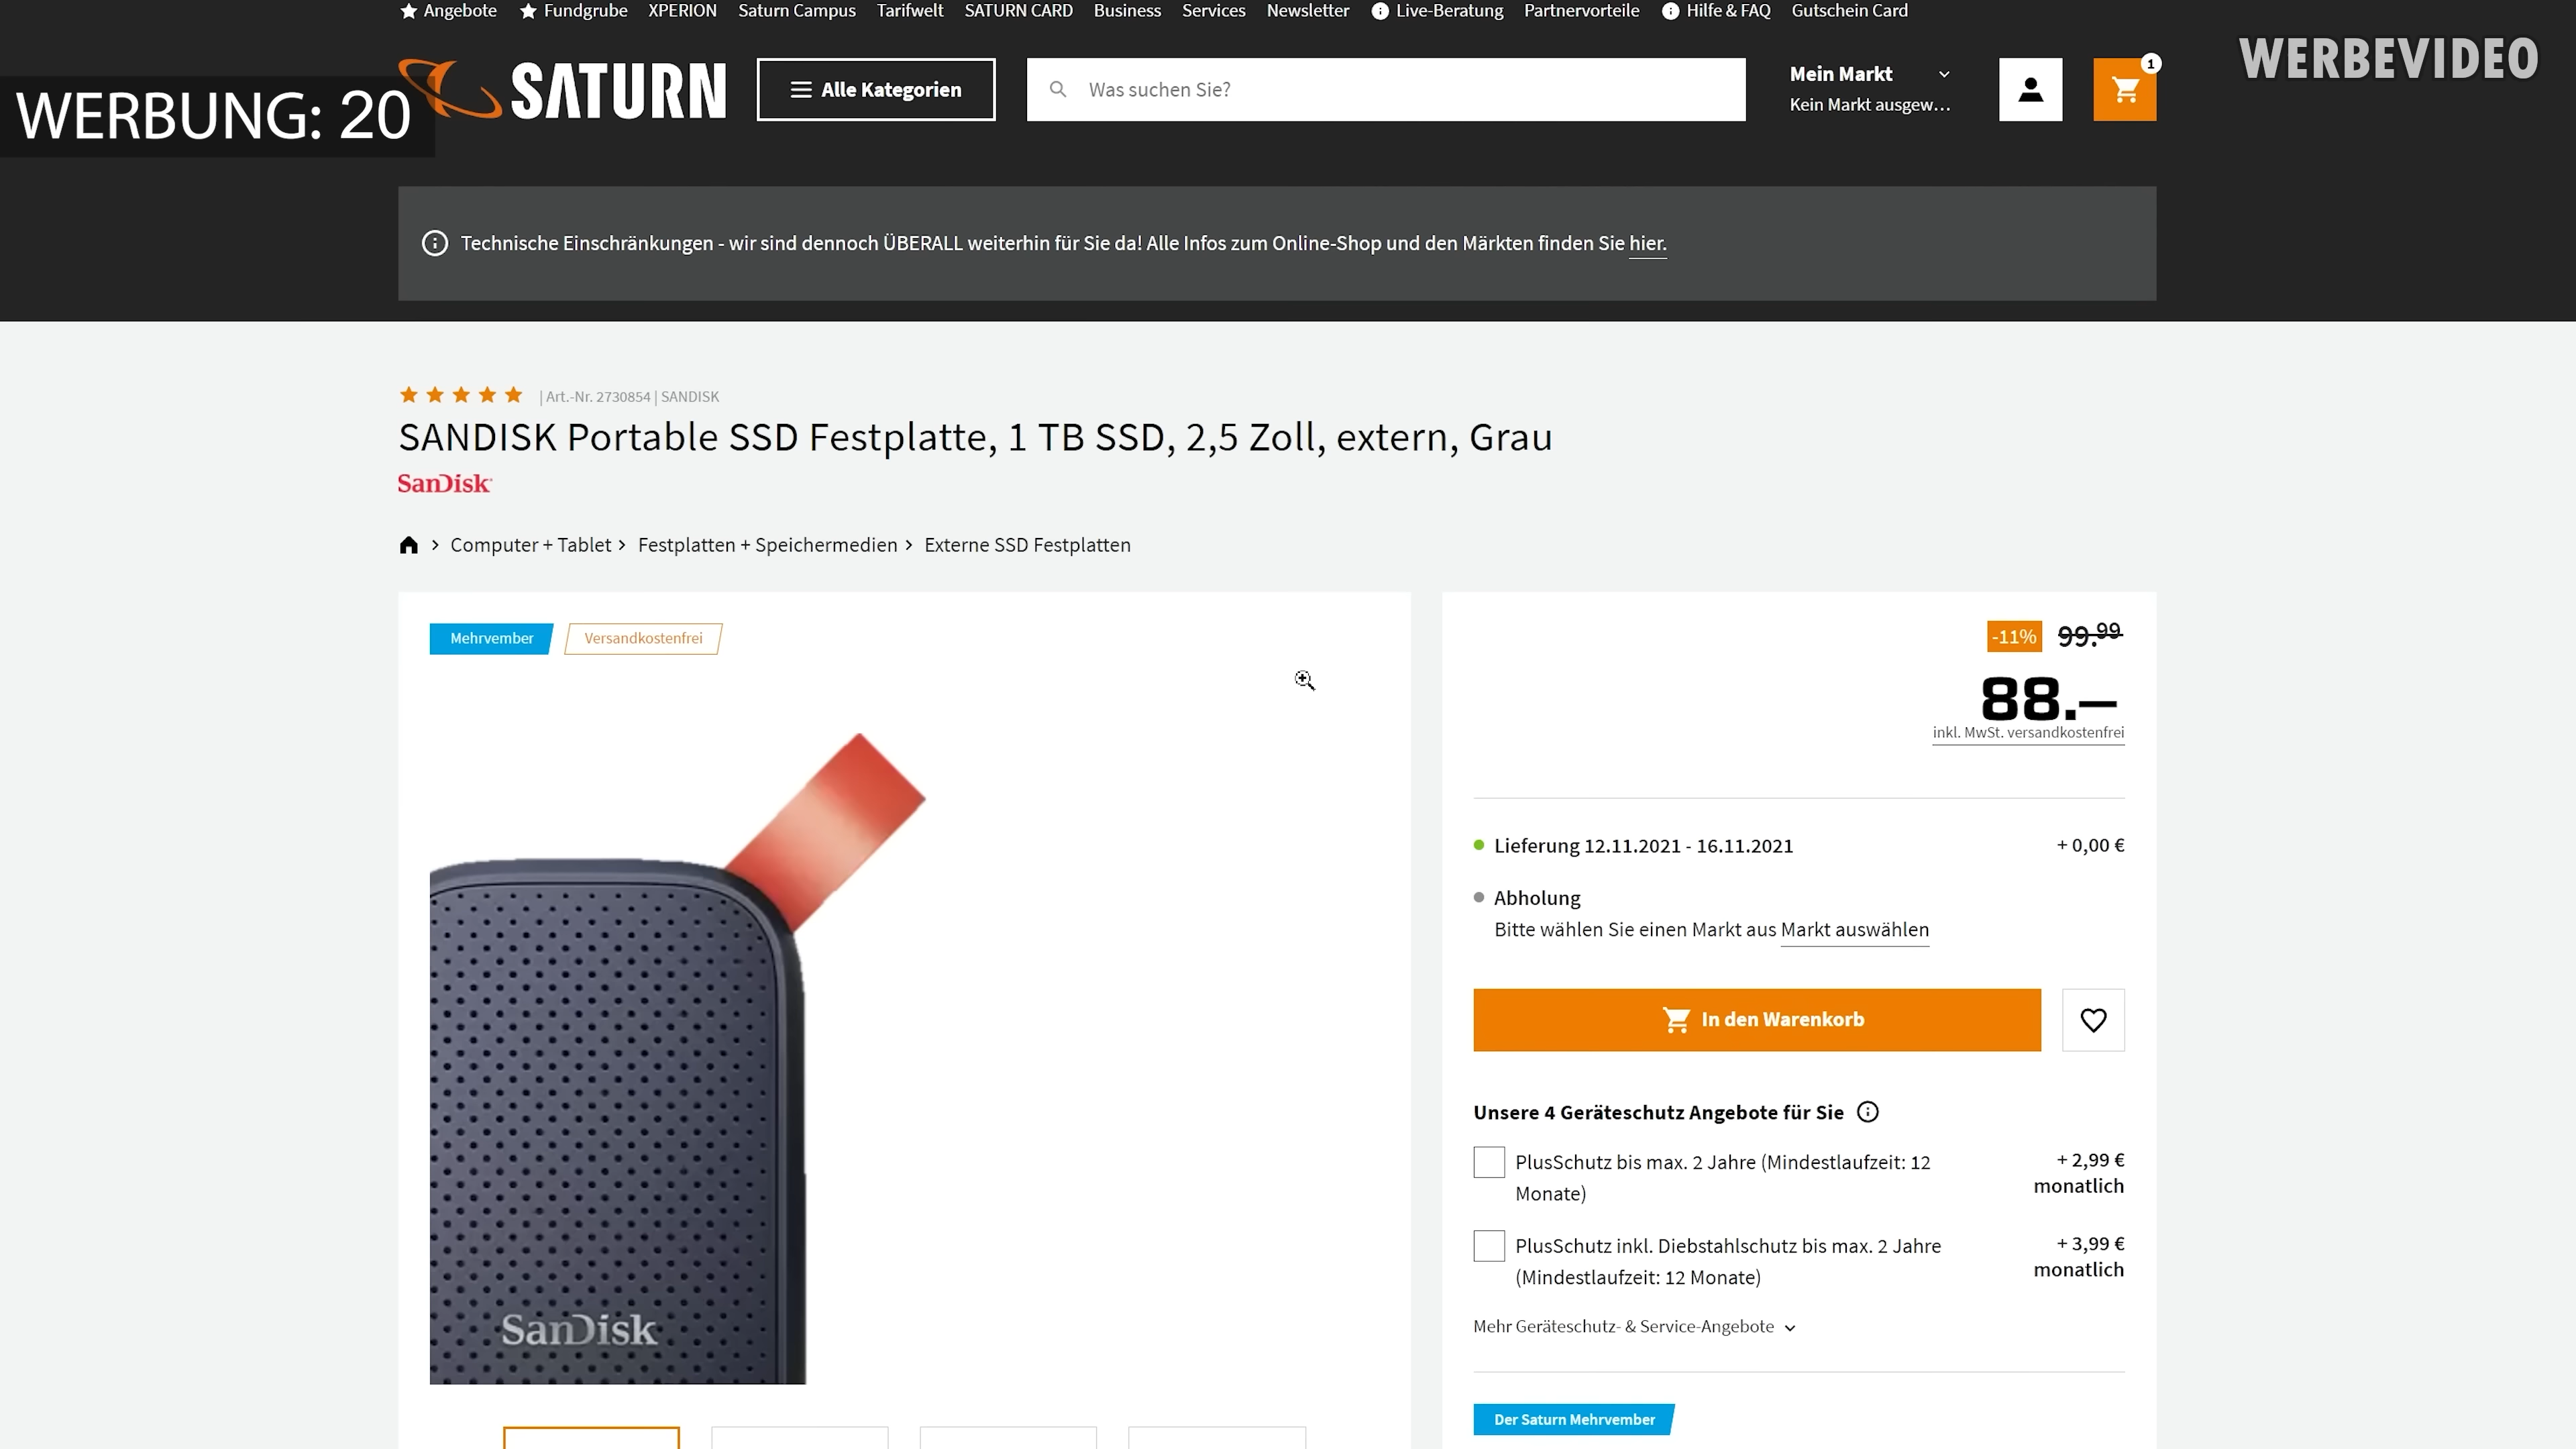 Angebote Fundgrube XPERION Saturn Campus Tarifwelt SATURN CARD Business Services Newsletter Live-Beratung Partnervorteile Hilfe & FAQ Gutschein Card
WERBEVIDEO
WERBUNG: 20
SATURN
Alle Kategorien
Was suchen Sie?
Mein Markt
Kein Markt ausgew…
1
Technische Einschränkungen - wir sind dennoch ÜBERALL weiterhin für Sie da! Alle Infos zum Online-Shop und den Märkten finden Sie hier.
| Art.-Nr. 2730854 | SANDISK
SANDISK Portable SSD Festplatte, 1 TB SSD, 2,5 Zoll, extern, Grau
SanDisk
Computer + Tablet Festplatten + Speichermedien Externe SSD Festplatten
Mehrvember
Versandkostenfrei
SanDisk
-11% 99.99
88.–
inkl. MwSt. versandkostenfrei
Lieferung 12.11.2021 - 16.11.2021 + 0,00 €
Abholung
Bitte wählen Sie einen Markt aus Markt auswählen
In den Warenkorb
Unsere 4 Geräteschutz Angebote für Sie
PlusSchutz bis max. 2 Jahre (Mindestlaufzeit: 12 + 2,99 €
Monate) monatlich
PlusSchutz inkl. Diebstahlschutz bis max. 2 Jahre + 3,99 €
(Mindestlaufzeit: 12 Monate) monatlich
Mehr Geräteschutz- & Service-Angebote
Der Saturn Mehrvember